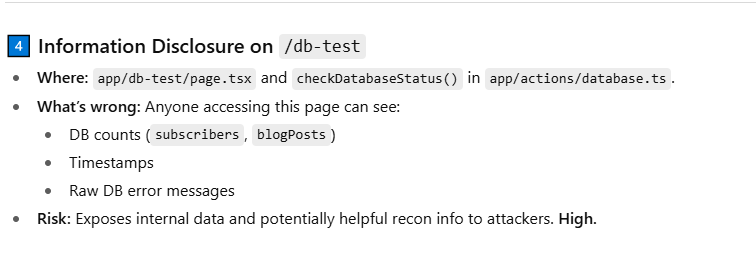 4 Information Disclosure on /db-test
Where: app/db-test/page.tsx and checkDatabaseStatus() in app/actions/database.ts.
What's wrong: Anyone accessing this page can see:
DB counts (subscribers, blogPosts)
Timestamps
Raw DB error messages
Risk: Exposes internal data and potentially helpful recon info to attackers. High.